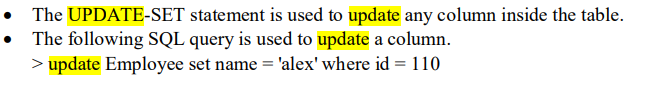 • The UPDATE-SET statement is used to update any column inside the table.
• The following SQL query is used to update a column.
> update Employee set name = 'alex' where id = 110